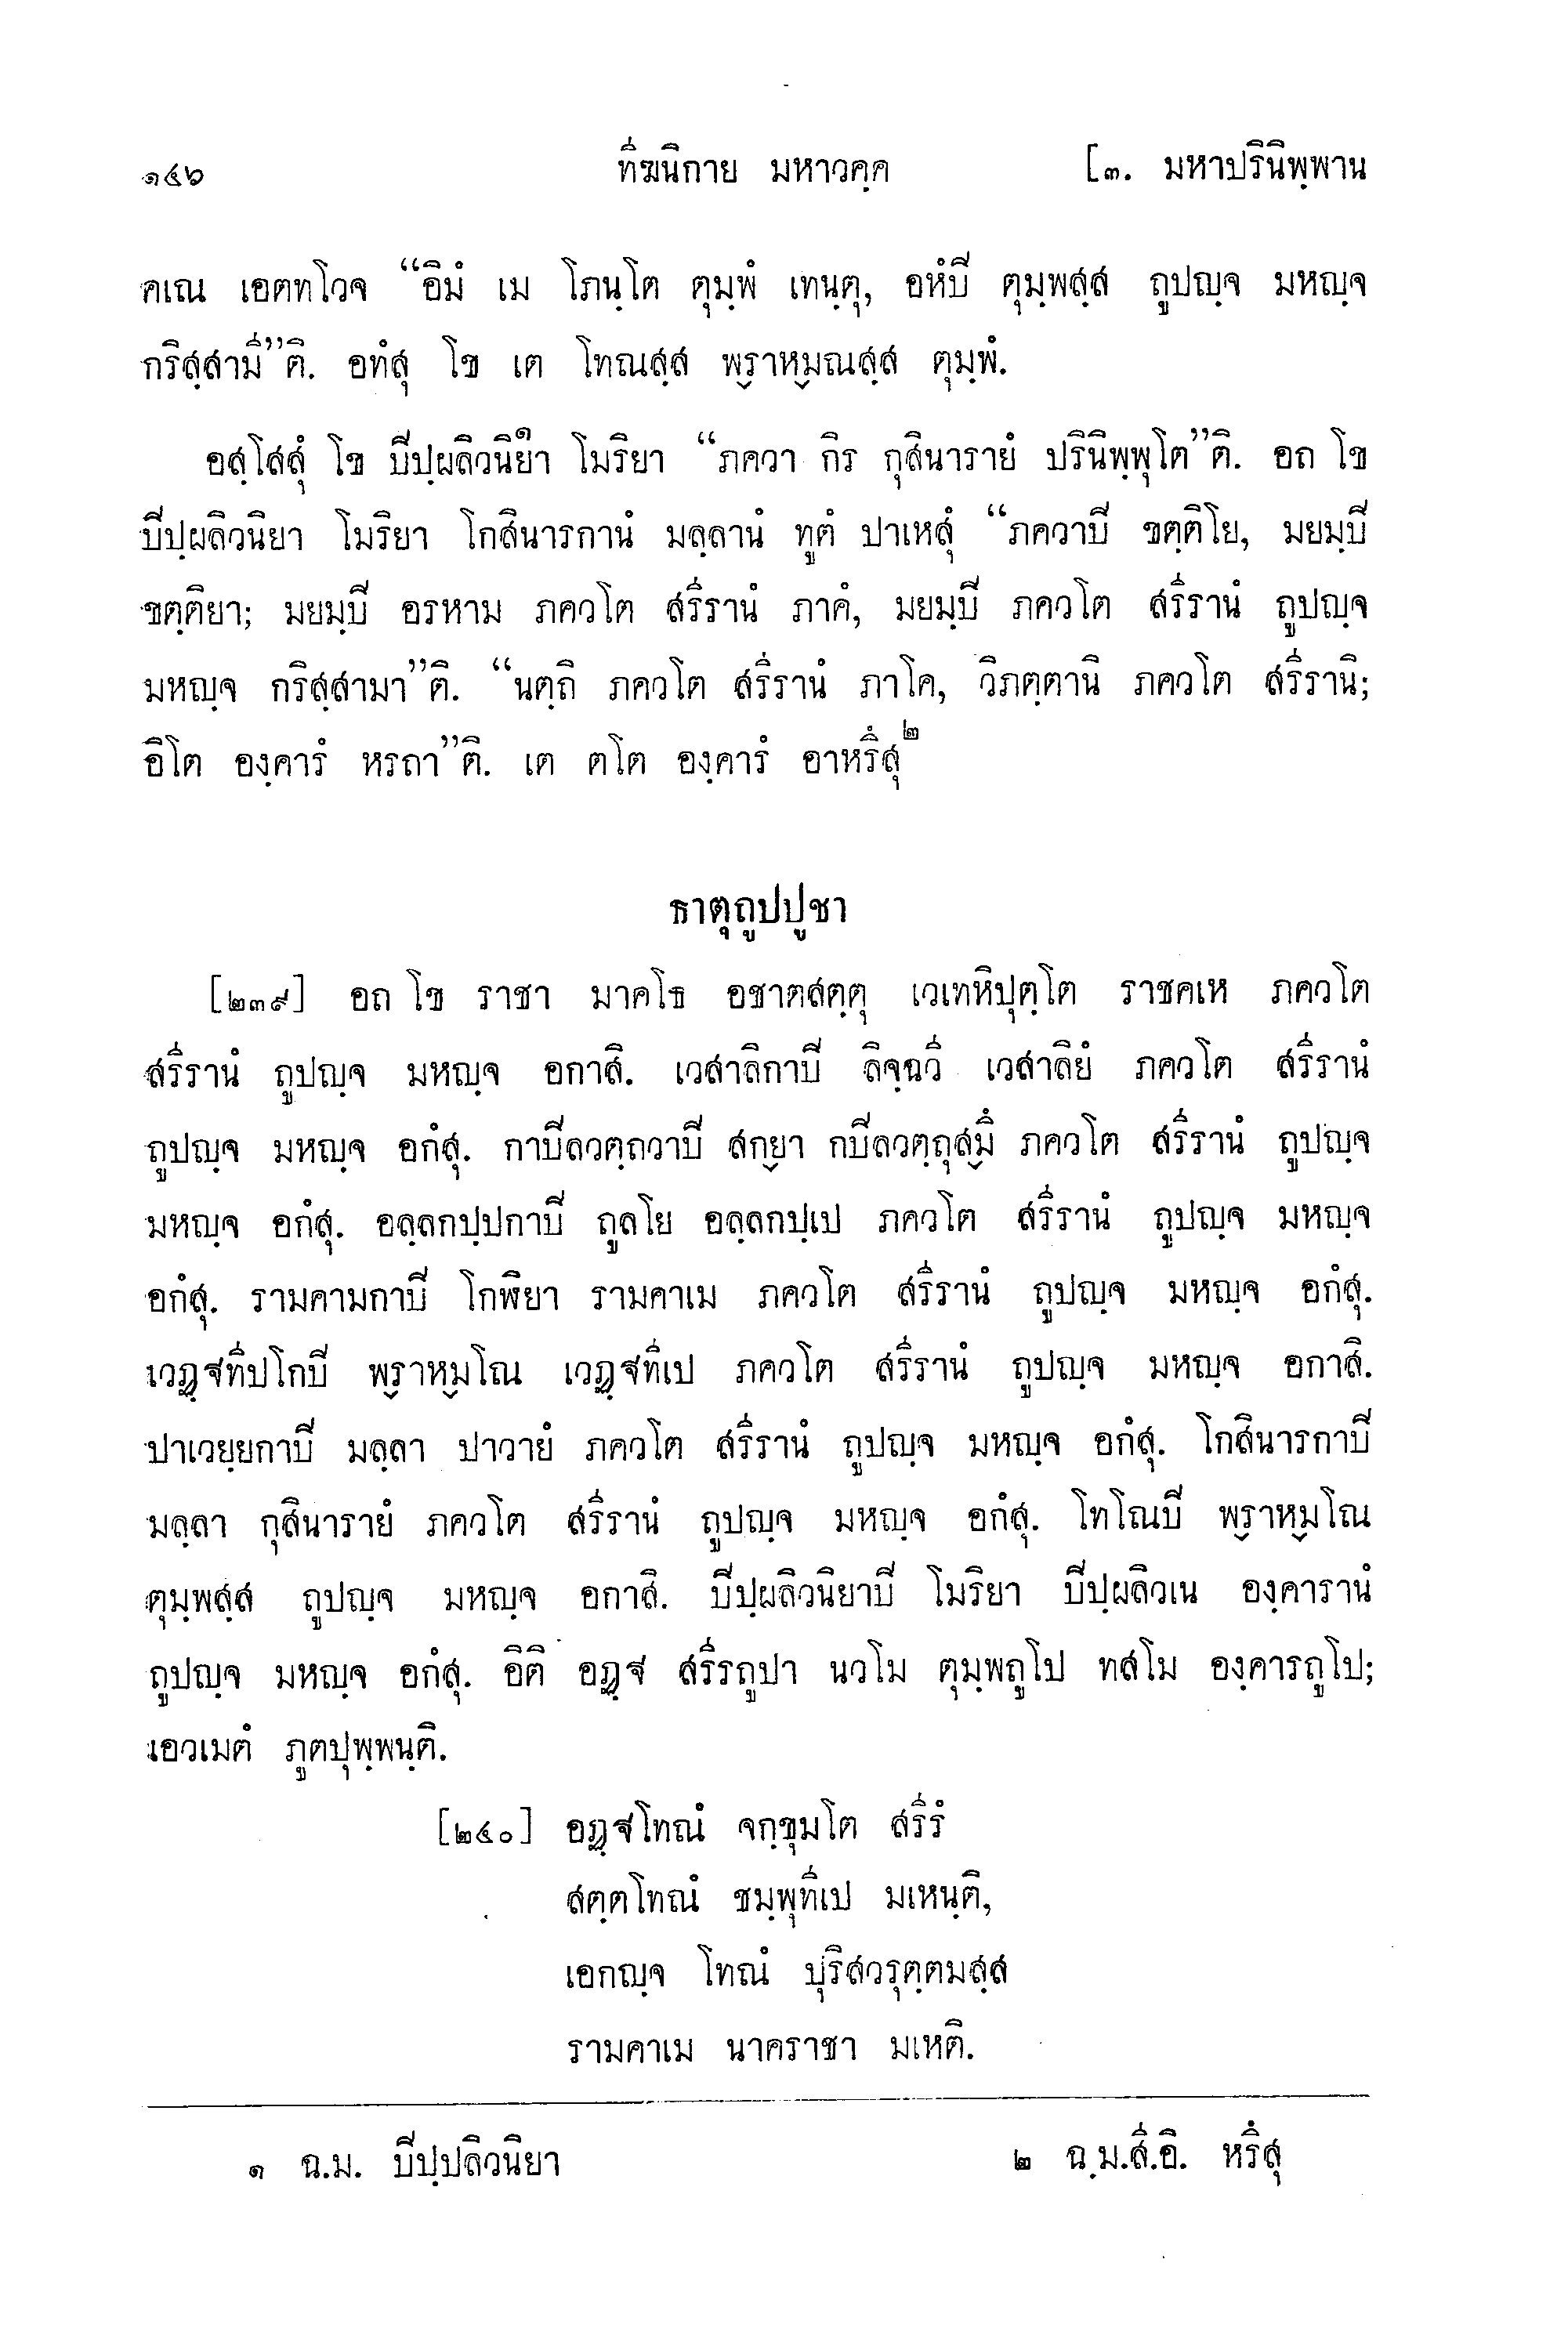 ๑๔๖ ทีฆนิกาย มหาวคฺค [๓. มหาปรินิพฺพาน
คเณ เอตทโวจ “อิมํ เม โภนฺโต ตุมฺพํ เทนฺตุ, อหํปิ ตุมฺพสฺส ถูปญฺจ มหญฺจ
กริสฺสามี”ติ. อทํสุ โข เต โทณสฺส พ๎ราห๎มณสฺส ตุมฺพํ.
อสฺโสสุํ โข ปิปฺผลิวนิยา๑ โมริยา “ภควา กิร กุสินารายํ ปรินิพฺพุโต”ติ. อถ โข
ปิปฺผลิวนิยา โมริยา โกสินารกานํ มลฺลานํ ทูตํ ปาเหสุํ “ภควาปิ ขตฺติโย, มยมฺปิ
ขตฺติยา; มยมฺปิ อรหาม ภควโต สรีรานํ ภาคํ, มยมฺปิ ภควโต สรีรานํ ถูปญฺจ
มหญฺจ กริสฺสามา”ติ. “นตฺถิ ภควโต สรีรานํ ภาโค, วิภตฺตานิ ภควโต สรีรานิ;
อิโต องฺคารํ หรถา”ติ. เต ตโต องฺคารํ อาหรึสุ๒
ธาตุถูปปูชา
[๒๓๙] อถ โข ราชา มาคโธ อชาตสตฺตุ เวเทหิปุตฺโต ราชคเห ภควโต
สรีรานํ ถูปญฺจ มหญฺจ อกาสิ. เวสาลิกาปิ ลิจฺฉวี เวสาลิยํ ภควโต สรีรานํ
ถูปญฺจ มหญฺจ อกํสุ. กาปิลวตฺถวาปิ สก๎ยา กปิลวตฺถุส๎มึ ภควโต สรีรานํ ถูปญฺจ
มหญฺจ อกํสุ. อลฺลกปฺปกาปิ ถูลโย อลฺลกปฺเป ภควโต สรีรานํ ถูปญฺจ มหญฺจ
อกํสุ. รามคามกาปิ โกฬิยา รามคาเม ภควโต สรีรานํ ถูปญฺจ มหญฺจ อกํสุ.
เวฏฺฐทีปโกปิ พ๎ราห๎มโณ เวฏฺฐทีเป ภควโต สรีรานํ ถูปญฺจ มหญฺจ อกาสิ.
ปาเวยฺยกาปิ มลฺลา ปาวายํ ภควโต สรีรานํ ถูปญฺจ มหญฺจ อกํสุ. โกสินารกาปิ
มลฺลา กุสินารายํ ภควโต สรีรานํ ถูปญฺจ มหญฺจ อกํสุ. โทโณปิ พ๎ราห๎มโณ
ตุมฺพสฺส ถูปญฺจ มหญฺจ อกาสิ. ปิปฺผลิวนิยาปิ โมริยา ปิปฺผลิวเน องฺคารานํ
ถูปญฺจ มหญฺจ อกํสุ. อิติ อฏฺฐ สรีรถูปา นวโม ตุมฺพถูโป ทสโม องฺคารถูโป;
เอวเมตํ ภูตปุพฺพนฺติ.
[๒๔๐] อฏฺฐโทณํ จกฺขุมโต สรีรํ
สตฺตโทณํ ชมฺพุทีเป มเหนฺติ,
เอกญฺจ โทณํ ปุริสวรุตฺตมสฺส
รามคาเม นาคราชา มเหติ.
๑ ฉ.ม. ปิปฺปลิวนิยา ๒ ฉ.ม.สี.อิ. หรึสุ